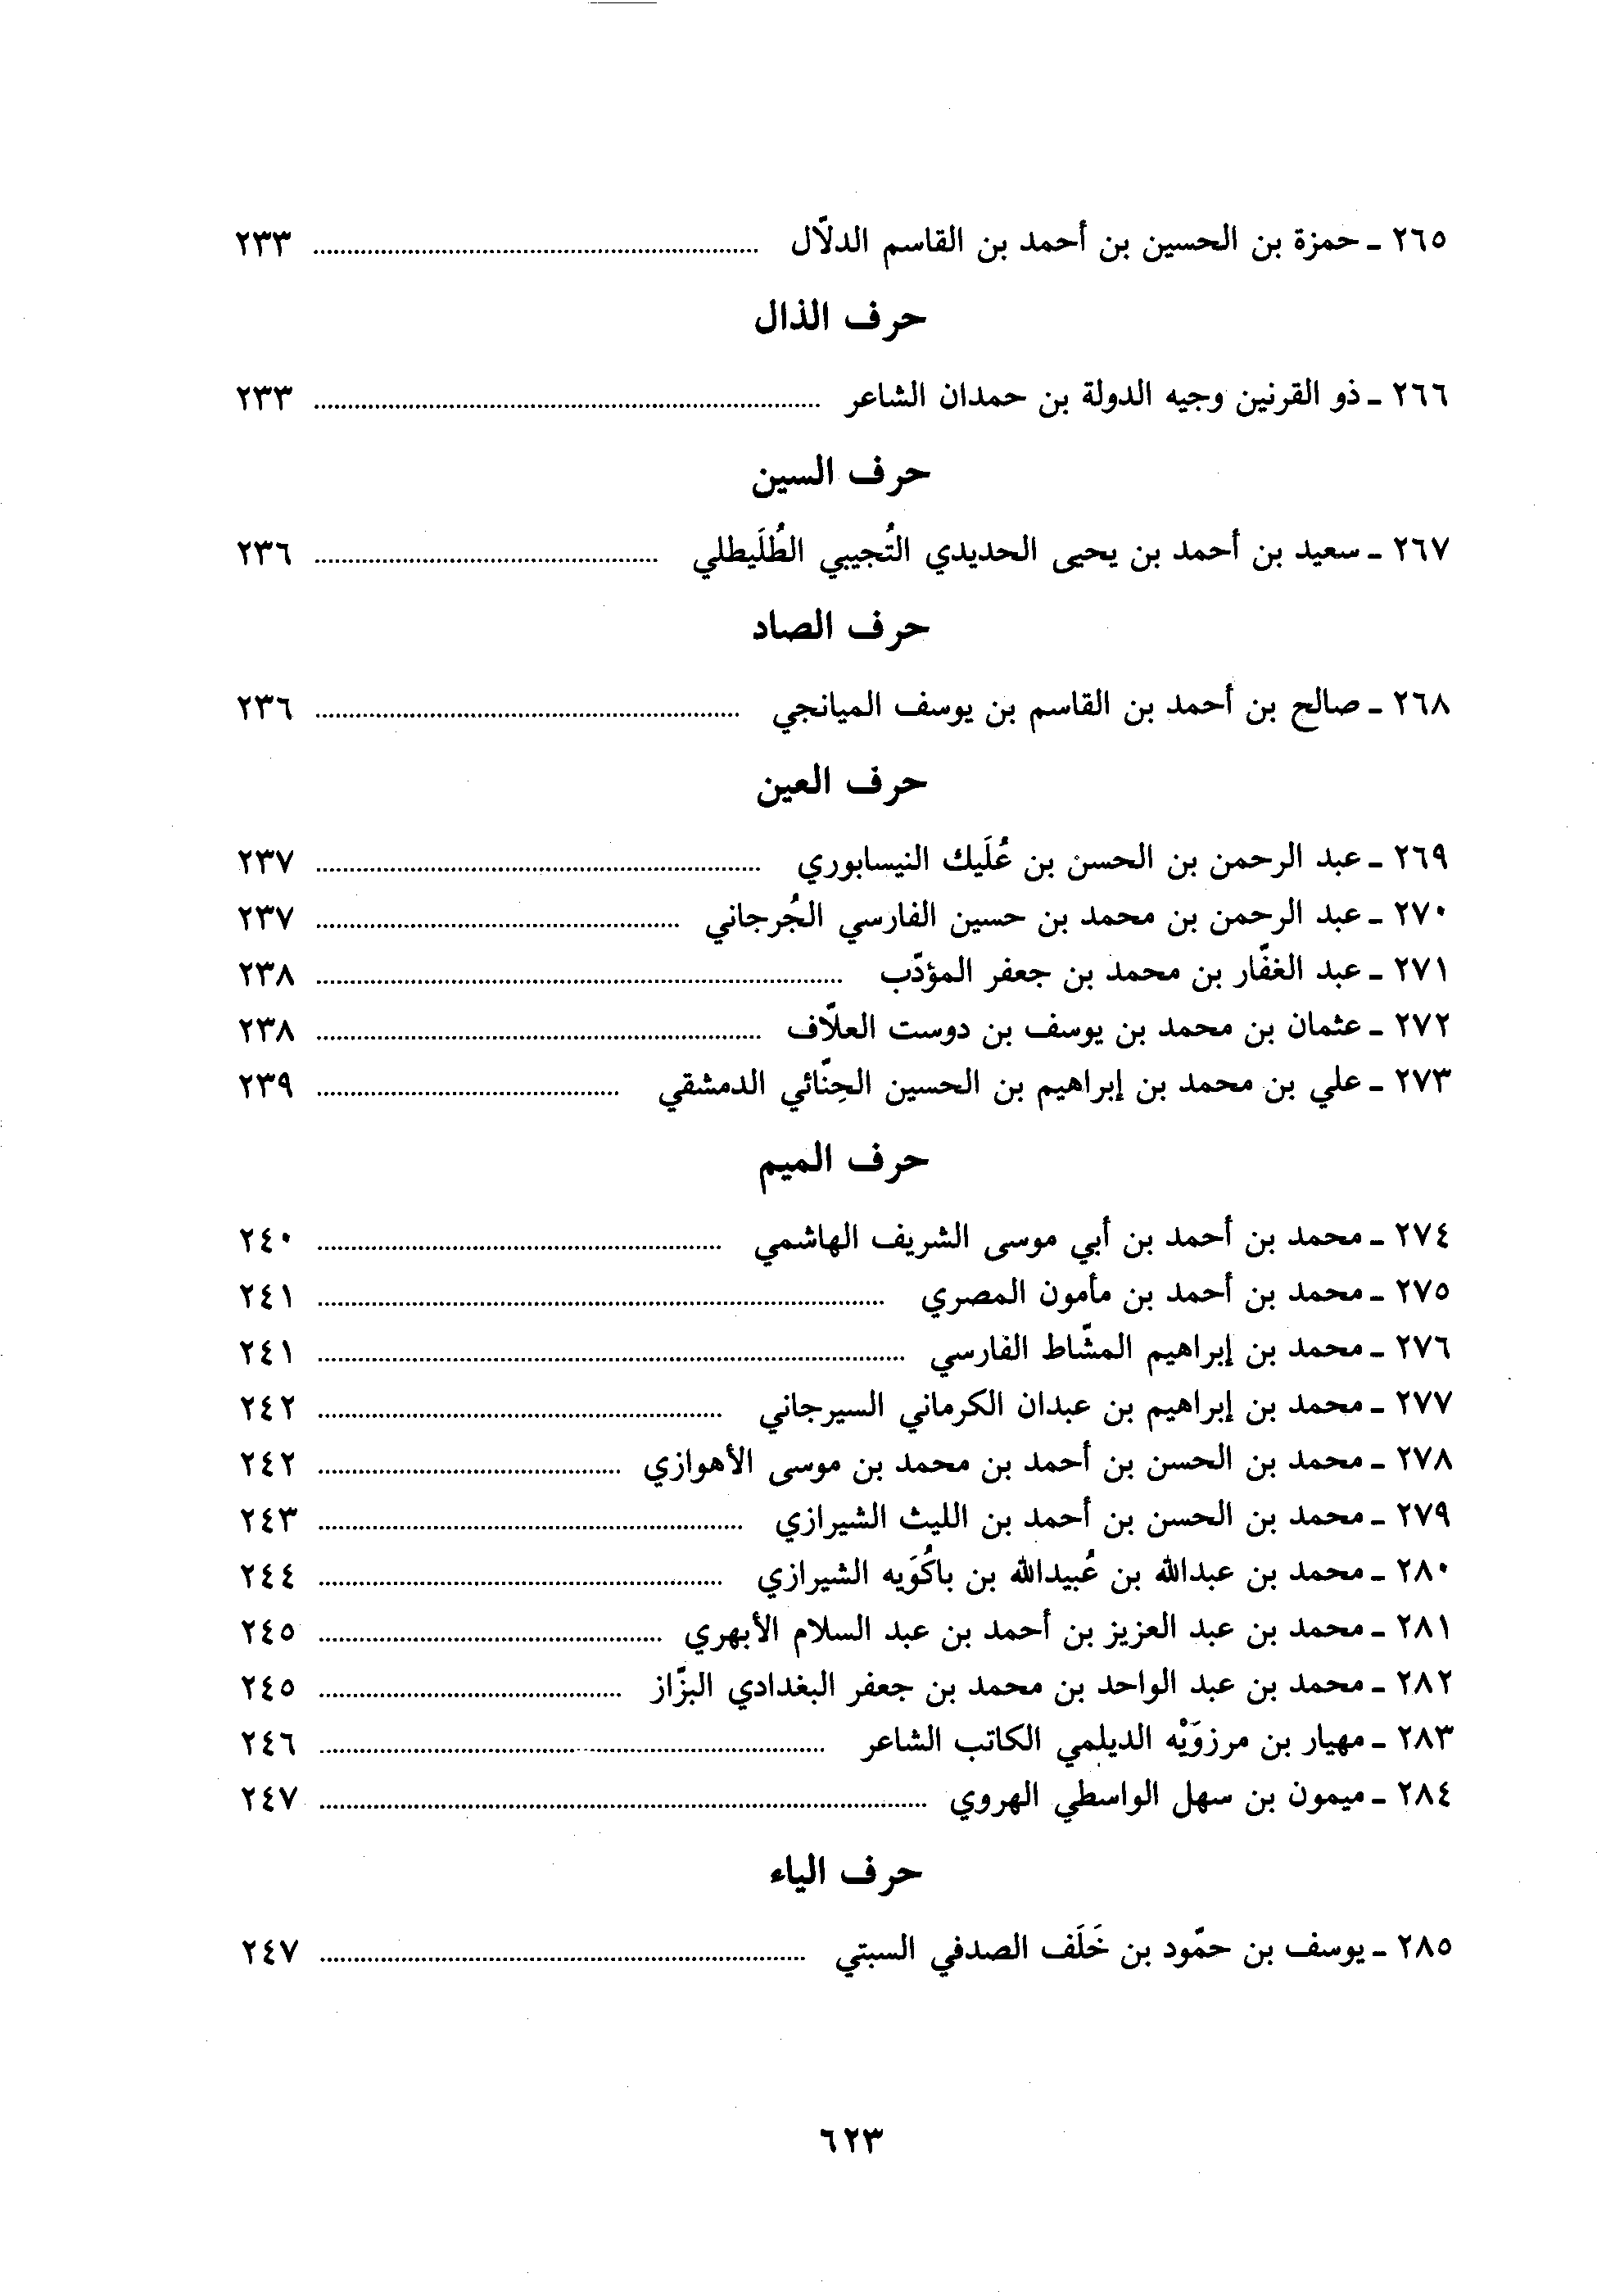 ٢٦٥ ـ حمزة بن الحسين بن أحمد بن القاسم الدلّال ........ ٢٣٣
حرف الذال
٢٦٦ ـ ذو القرنين وجيه الدولة بن حمدان الشاعر ........ ٢٣٣
حرف السين
٢٦٧ ـ سعيد بن أحمد بن يحيى الحديدي التُجيبي الطُلَيطلي ........ ٢٣٦
حرف الصاد
٢٦٨ ـ صالح بن أحمد بن القاسم بن يوسف الميانجي ........ ٢٣٦
حرف العين
٢٦٩ ـ عبد الرحمن بن الحسن بن عُلَيك النيسابوري ........ ٢٣٧
٢٧٠ ـ عبد الرحمن بن محمد بن حسين الفارسي الجُرجاني ........ ٢٣٧
٢٧١ ـ عبد الغفّار بن محمد بن جعفر المؤدّب ........ ٢٣٨
٢٧٢ ـ عثمان بن محمد بن يوسف بن دوست العلّاف ........ ٢٣٨
٢٧٣ ـ علي بن محمد بن إبراهيم بن الحسين الحِنّائي الدمشقي ........ ٢٣٩
حرف الميم
٢٧٤ ـ محمد بن أحمد بن أبي موسى الشريف الهاشمي ........ ٢٤٠
٢٧٥ ـ محمد بن أحمد بن مأمون المصري ........ ٢٤١
٢٧٦ ـ محمد بن إبراهيم المشّاط الفارسي ........ ٢٤١
٢٧٧ ـ محمد بن إبراهيم بن عبدان الكرماني السيرجاني ........ ٢٤٢
٢٧٨ ـ محمد بن الحسن بن أحمد بن محمد بن موسى الأهوازي ........ ٢٤٢
٢٧٩ ـ محمد بن الحسن بن أحمد بن الليث الشيرازي ........ ٢٤٣
٢٨٠ ـ محمد بن عبدالله بن عُبيدالله بن باكُوَيه الشيرازي ........ ٢٤٤
٢٨١ ـ محمد بن عبد العزيز بن أحمد بن عبد السلام الأبهري ........ ٢٤٥
٢٨٢ ـ محمد بن عبد الواحد بن محمد بن جعفر البغدادي البزّاز ........ ٢٤٥
٢٨٣ ـ مهيار بن مرزوَيْه الديلمي الكاتب الشاعر ........ ٢٤٦
٢٨٤ ـ ميمون بن سهل الواسطي الهروي ........ ٢٤٧
حرف الياء
٢٨٥ ـ يوسف بن حمّود بن خَلَف الصدفي السبتي ........ ٢٤٧
٦٢٣